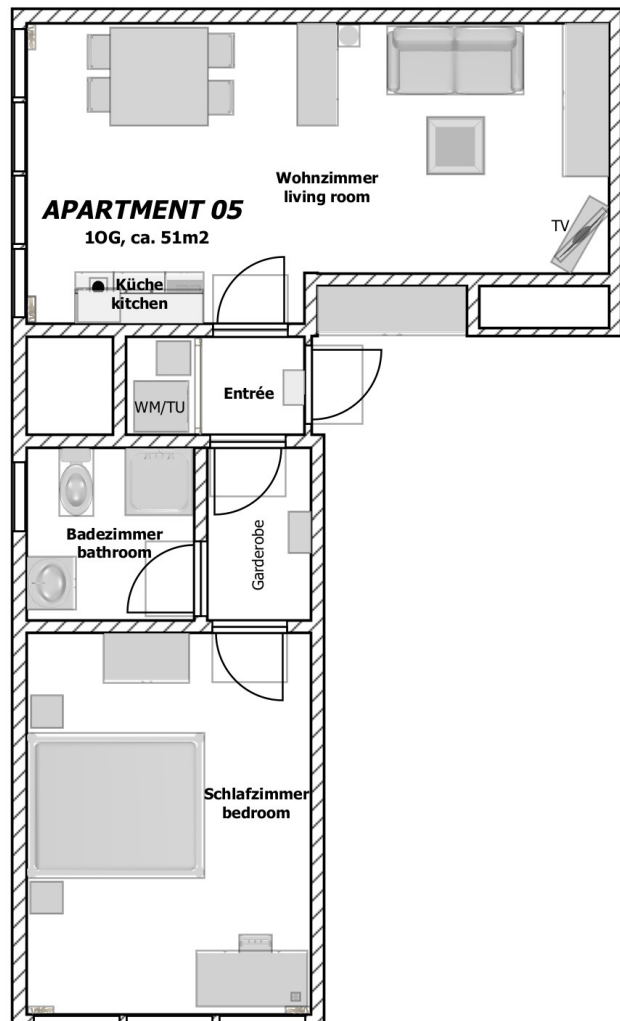 Wohnzimmer
living room
APARTMENT 05
1OG, ca. 51m2
TV
Küche
kitchen
Entrée
WM/TU
Badezimmer
bathroom
Garderobe
Schlafzimmer
bedroom